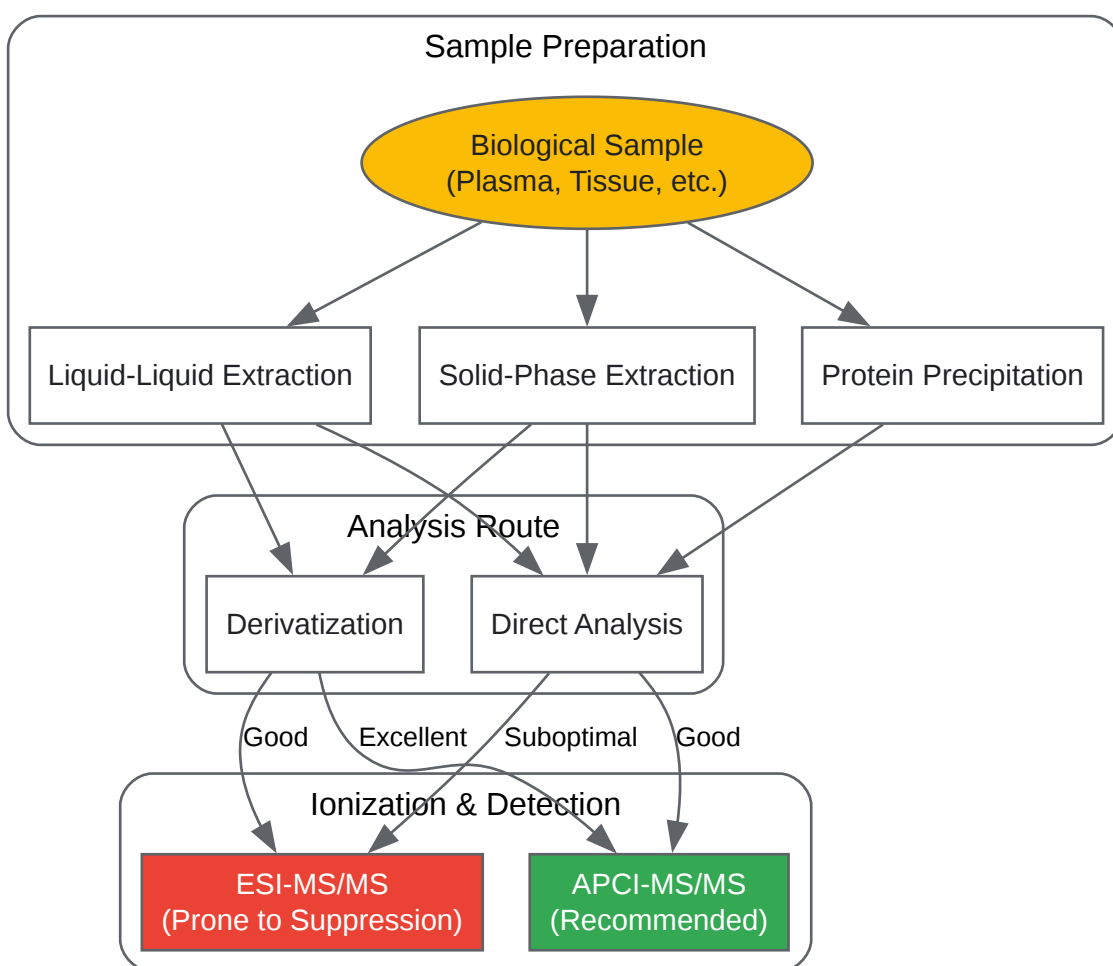 Sample Preparation
Biological Sample
(Plasma, Tissue, etc.)
Liquid-Liquid Extraction
Solid-Phase Extraction
Protein Precipitation
Analysis Route
Derivatization
Direct Analysis
Good
Excellent
Suboptimal
Good
Ionization & Detection
ESI-MS/MS
(Prone to Suppression)
APCI-MS/MS
(Recommended)